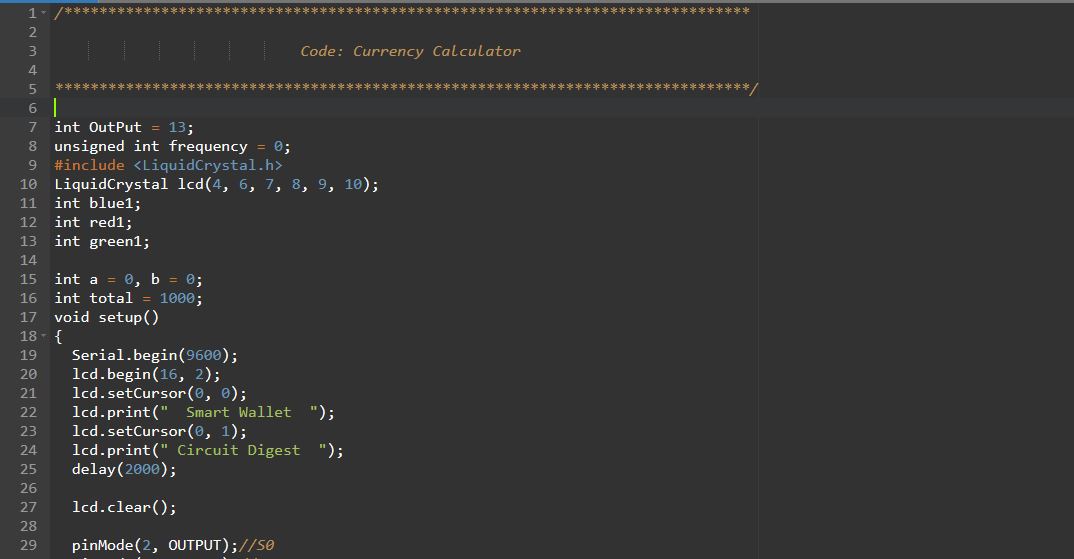 1 /******************************************************************************
2
3 Code: Currency Calculator
4
5 *******************************************************************************/
6
7 int OutPut = 13;
8 unsigned int frequency = 0;
9 #include <LiquidCrystal.h>
10 LiquidCrystal lcd(4, 6, 7, 8, 9, 10);
11 int blue1;
12 int red1;
13 int green1;
14
15 int a = 0, b = 0;
16 int total = 1000;
17 void setup()
18 {
19 Serial.begin(9600);
20 lcd.begin(16, 2);
21 lcd.setCursor(0, 0);
22 lcd.print("  Smart Wallet  ");
23 lcd.setCursor(0, 1);
24 lcd.print(" Circuit Digest  ");
25 delay(2000);
26
27 lcd.clear();
28
29 pinMode(2, OUTPUT);//S0